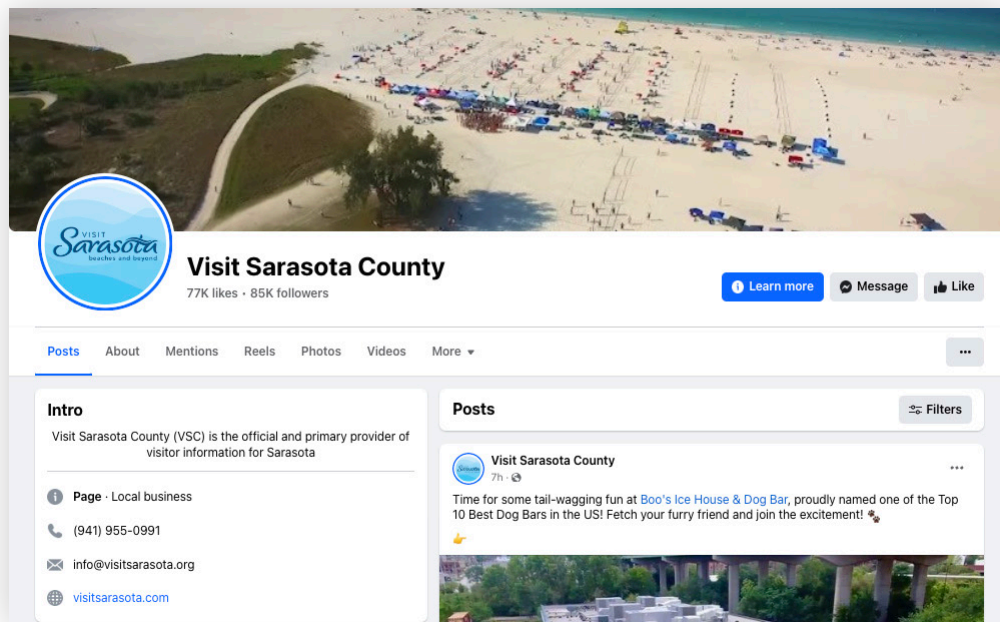 VISIT
Sarasota
beaches and beyond
Visit Sarasota County
77K likes • 85K followers
Learn more
Message
Like
Posts
About
Mentions
Reels
Photos
Videos
More
Intro
Visit Sarasota County (VSC) is the official and primary provider of
visitor information for Sarasota
Page · Local business
(941) 955-0991
info@visitsarasota.org
visitsarasota.com
Posts
Filters
Visit Sarasota County
7h ·
Time for some tail-wagging fun at Boo's Ice House & Dog Bar, proudly named one of the Top
10 Best Dog Bars in the US! Fetch your furry friend and join the excitement! 🐾
👉